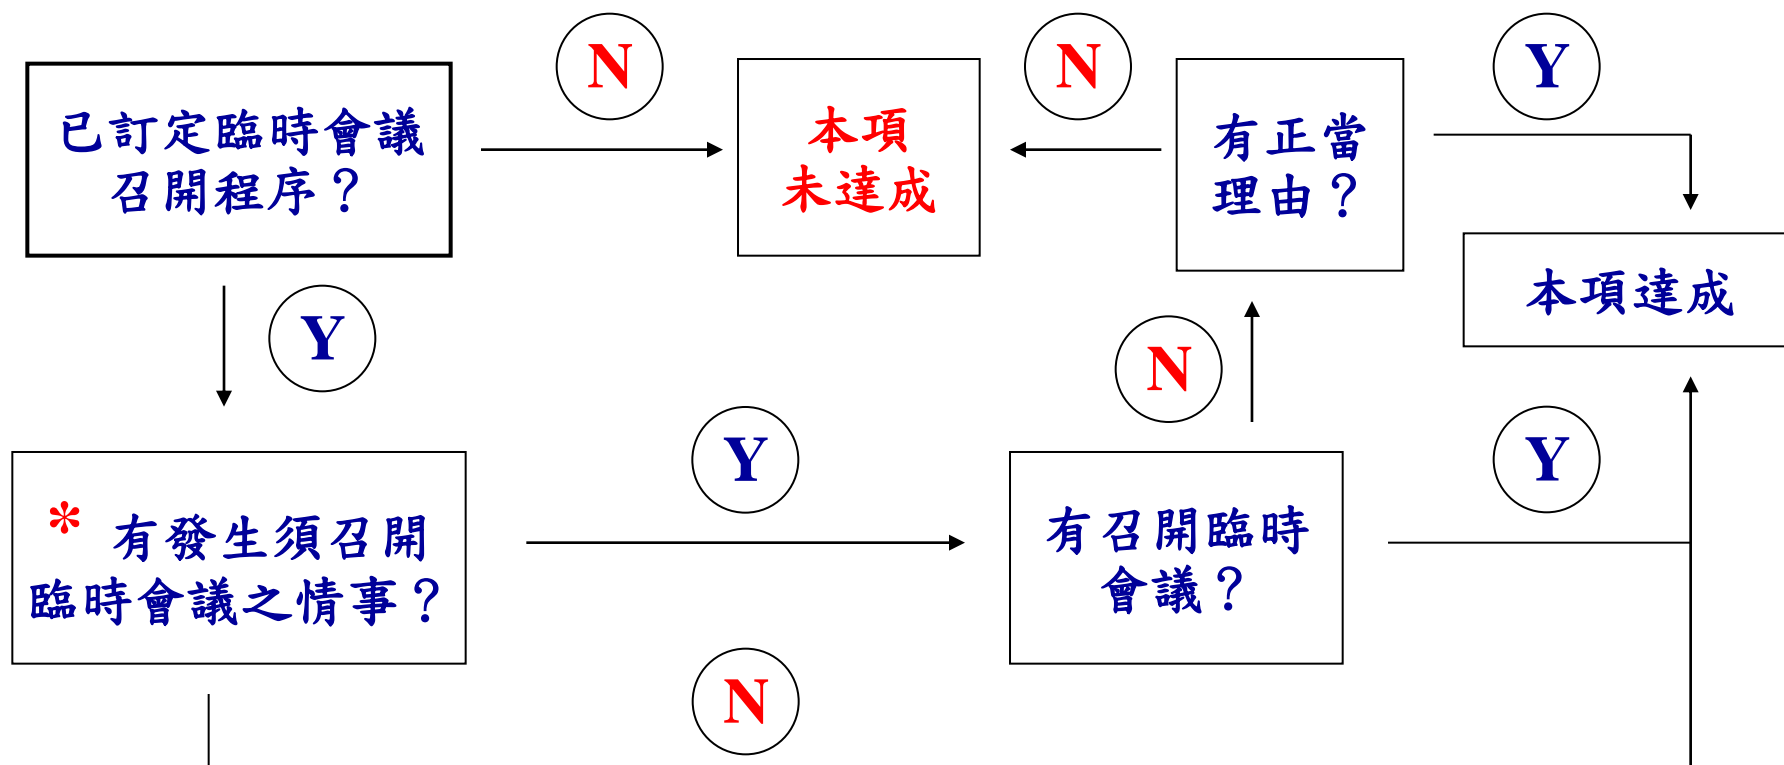 N
N
Y
已訂定臨時會議
召開程序？
本項
未達成
有正當
理由？
本項達成
Y
N
Y
Y
* 有發生須召開
臨時會議之情事？
有召開臨時
會議？
N